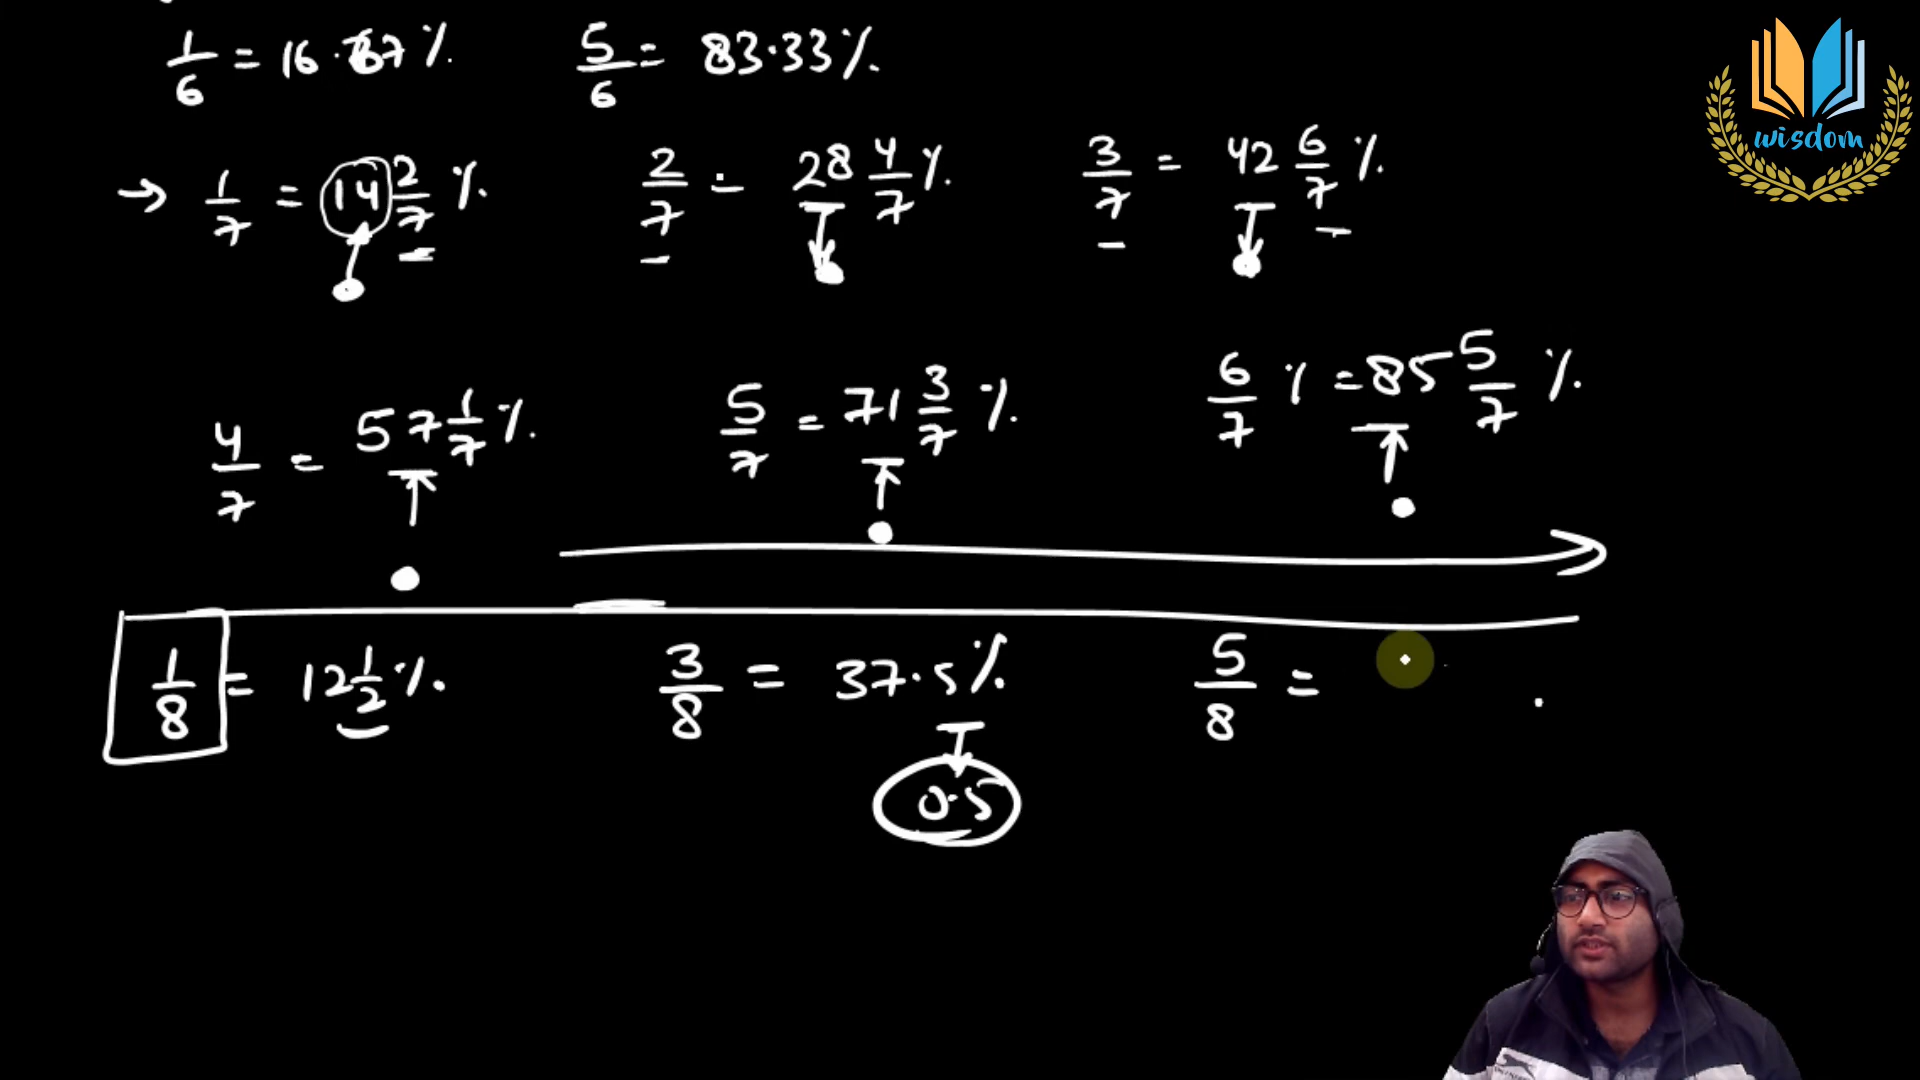 1/6 = 16.67% 5/6 = 83.33%
→ 1/7 = 14 2/7 % 2/7 = 28 4/7 % 3/7 = 42 6/7 %
4/7 = 57 1/7 % 5/7 = 71 3/7 % 6/7 % = 85 5/7 %
1/8 = 12 1/2 % 3/8 = 37.5% 5/8 =
0.5
wisdom